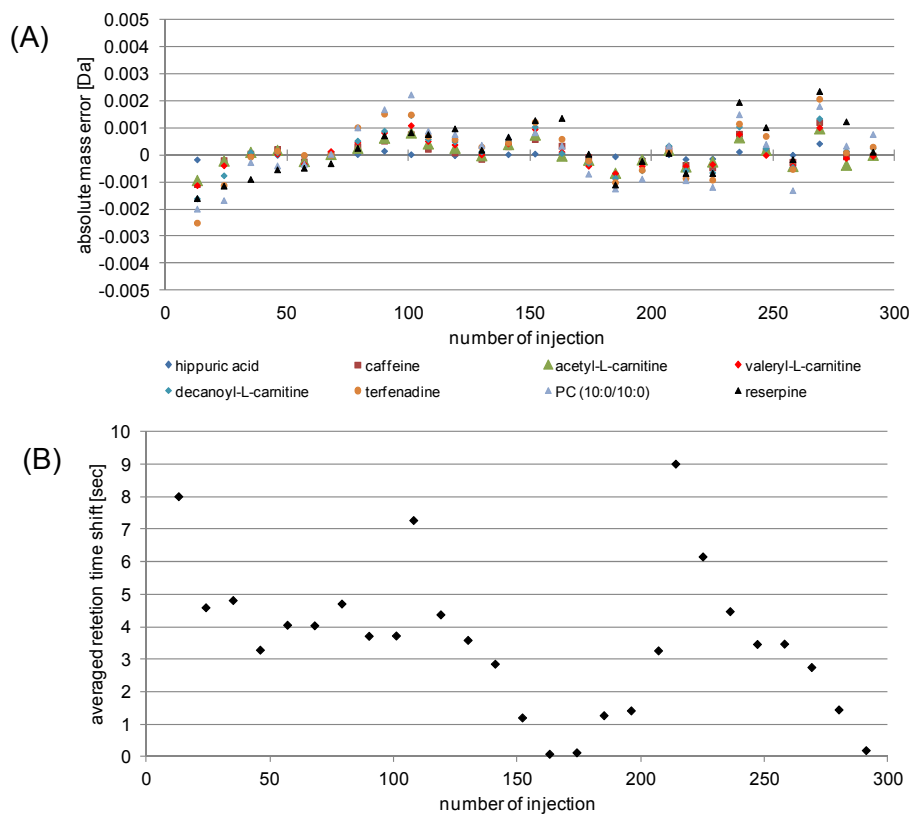 (A)
0.005
0.004
0.003
0.002
0.001
0
-0.001
-0.002
-0.003
-0.004
-0.005
absolute mass error [Da]
0 50 100 150 200 250 300
number of injection
hippuric acid caffeine acetyl-L-carnitine valeryl-L-carnitine
decanoyl-L-carnitine terfenadine PC (10:0/10:0) reserpine
(B)
10
9
8
7
6
5
4
3
2
1
0
averaged retetion time shift [sec]
0 50 100 150 200 250 300
number of injection